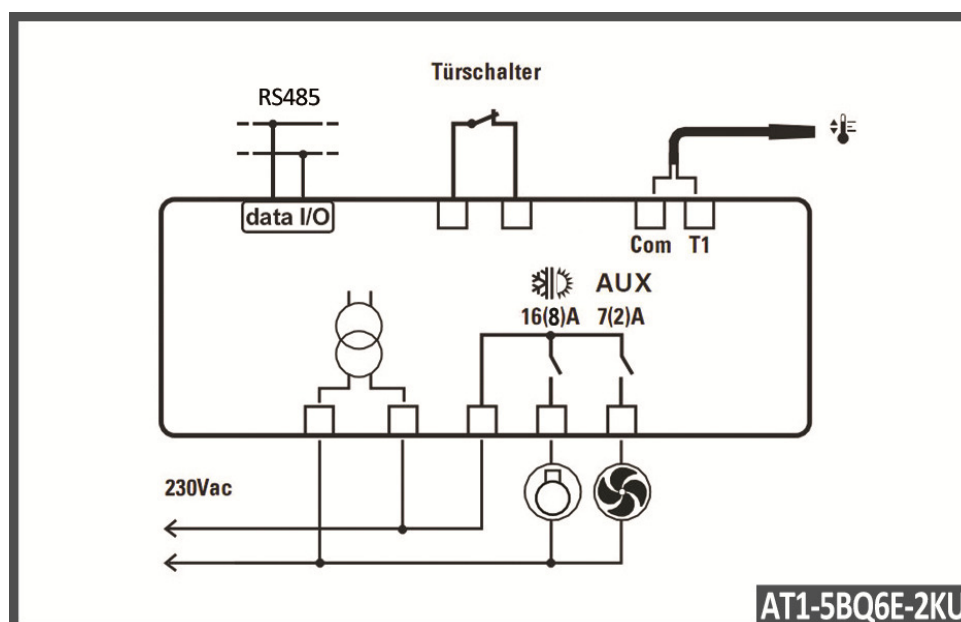 Türschalter
RS485
data I/O
Com T1
AUX
16(8)A 7(2)A
230Vac
AT1-5BQ6E-2KU